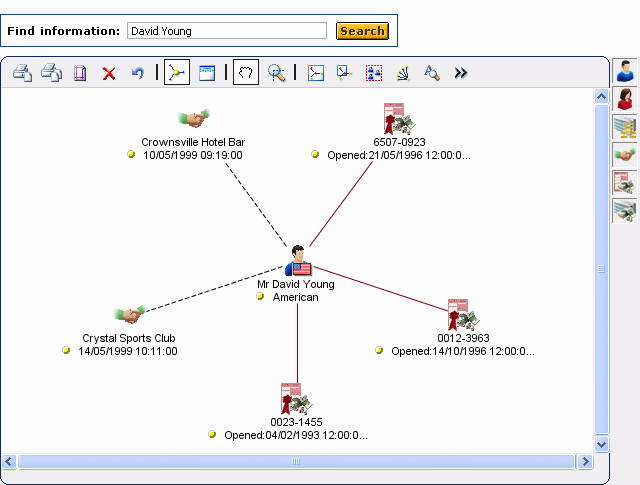 Find information: David Young Search
Crownsville Hotel Bar
10/05/1999 09:19:00
6507-0923
Opened:21/05/1996 12:00:0...
Mr David Young
American
Crystal Sports Club
14/05/1999 10:11:00
0012-3963
Opened:14/10/1996 12:00:0...
0023-1455
Opened:04/02/1993 12:00:0...